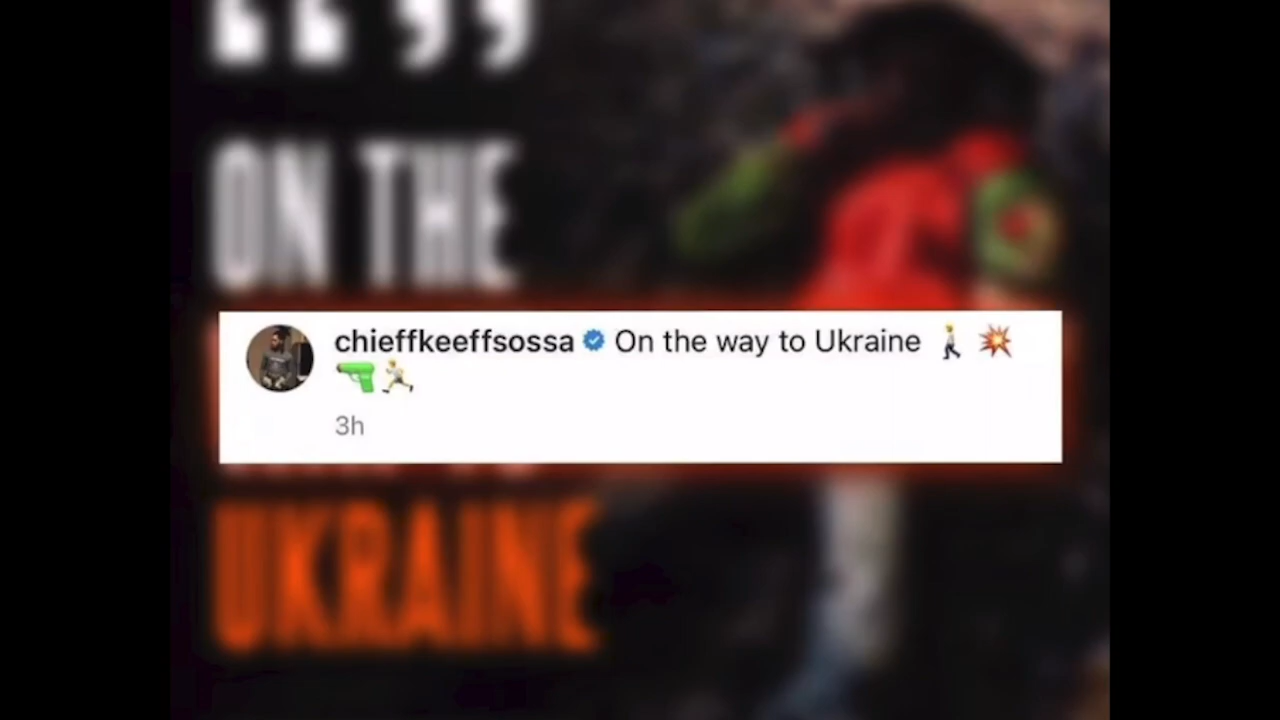 “ ”
ON THE
chieffkeeffsossa On the way to Ukraine 🚶💥
🔫🏃
3h
UKRAINE